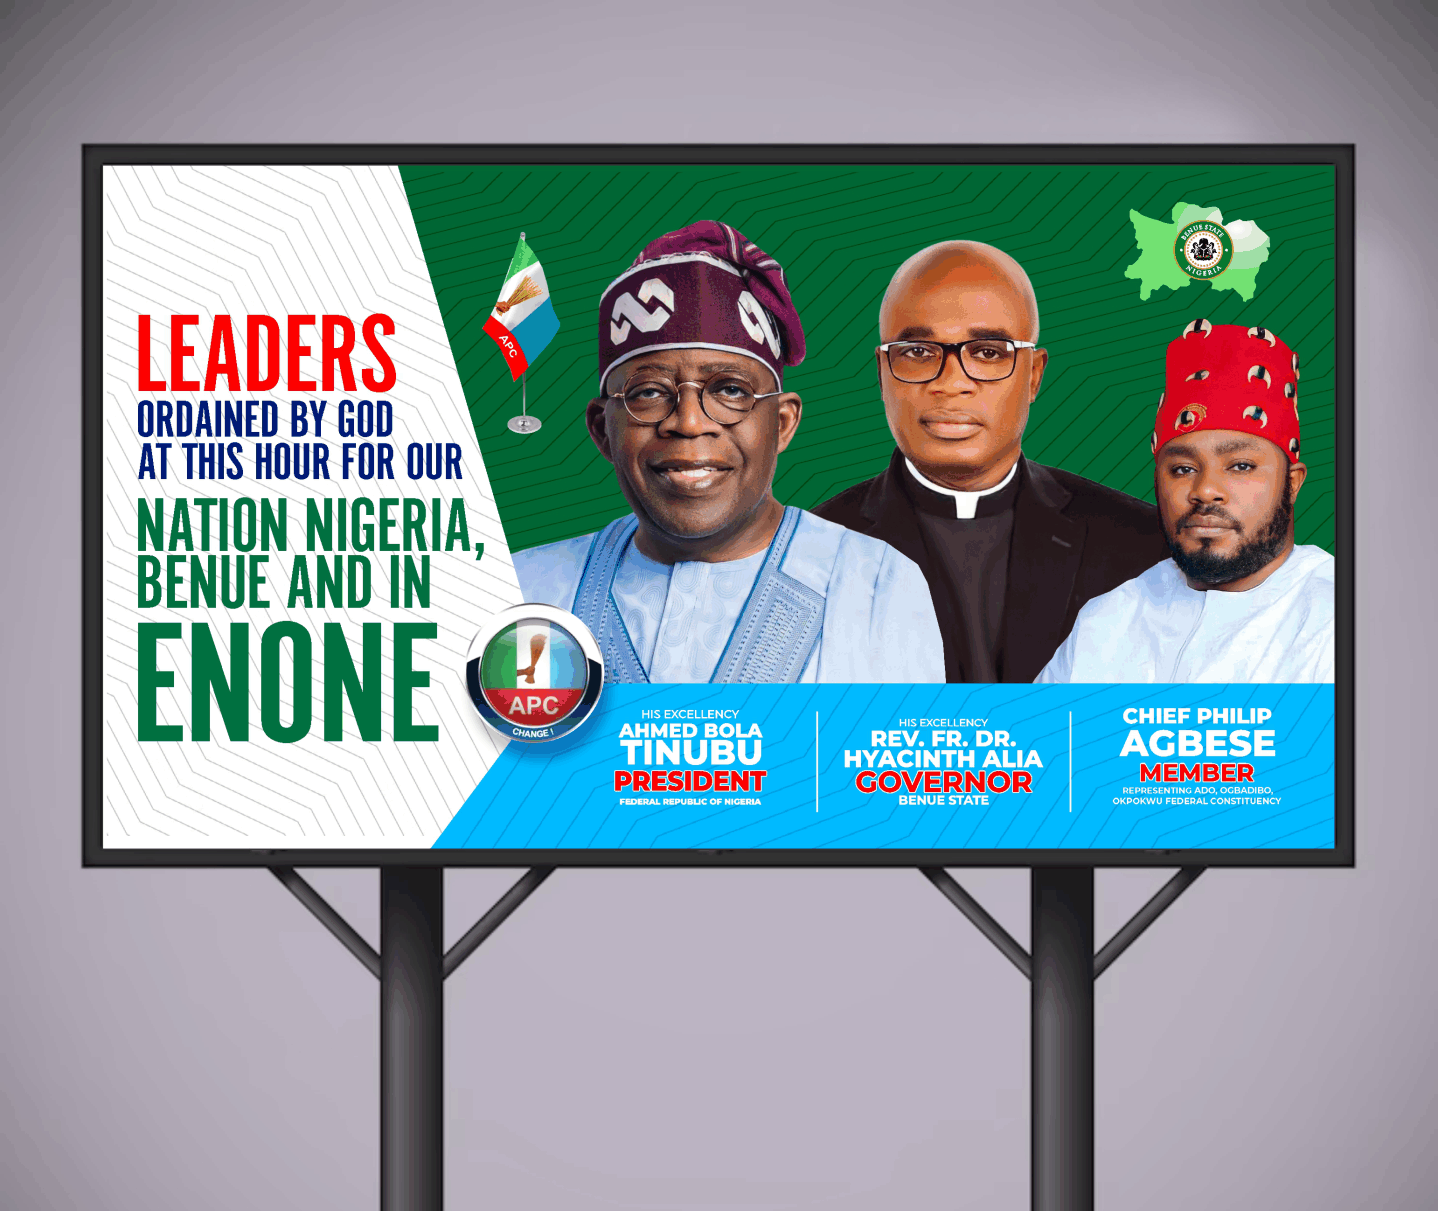 LEADERS
ORDAINED BY GOD
AT THIS HOUR FOR OUR
NATION NIGERIA,
BENUE AND IN
ENONE
APC
APC
CHANGE !
BENUE STATE
NIGERIA
HIS EXCELLENCY
AHMED BOLA
TINUBU
PRESIDENT
FEDERAL REPUBLIC OF NIGERIA
HIS EXCELLENCY
REV. FR. DR.
HYACINTH ALIA
GOVERNOR
BENUE STATE
CHIEF PHILIP
AGBESE
MEMBER
REPRESENTING ADO, OGBADIBO,
OKPOKWU FEDERAL CONSTITUENCY